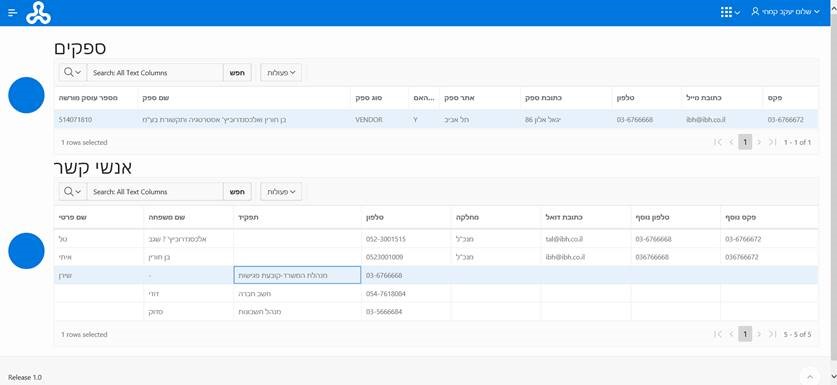 שלום יעקב קמחי
ספקים
Search: All Text Columns חפש פעולות
מספר עוסק מורשה שם ספק סוג ספק האם... אתר ספק כתובת ספק טלפון כתובת מייל פקס
514071810 בן חורין ואלכסנדרוביץ' אסטרטגיה ותקשורת בע"מ VENDOR Y תל אביב יגאל אלון 86 03-6766668 ibh@ibh.co.il 03-6766672
1 rows selected 1 1 - 1 of 1
אנשי קשר
Search: All Text Columns חפש פעולות
שם פרטי שם משפחה תפקיד טלפון מחלקה כתובת דואל טלפון נוסף פקס נוסף
טל אלכסנדרוביץ' ? שגב 052-3001515 מנכ"ל tal@ibh.co.il 03-6766668 03-6766672
איתי בן חורין 0523001009 מנכ"ל ibh@ibh.co.il 036766668 036766672
שירן - מנהלת המשרד-קובעת פגישות 03-6766668
דודי חשב חברה 054-7618084
סדוק מנהל חשבונות 03-5666684
1 rows selected 1 5 - 5 of 5
Release 1.0